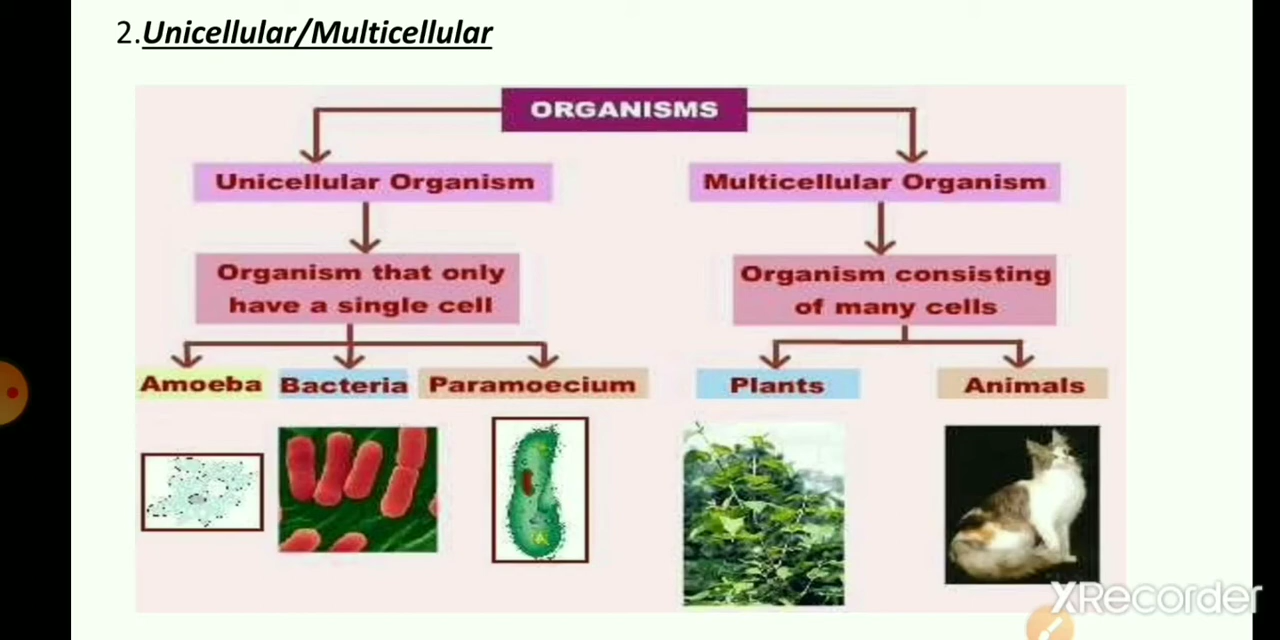 2.Unicellular/Multicellular
ORGANISMS
Unicellular Organism
Multicellular Organism
Organism that only
have a single cell
Organism consisting
of many cells
Amoeba
Bacteria
Paramoecium
Plants
Animals
XRecorder